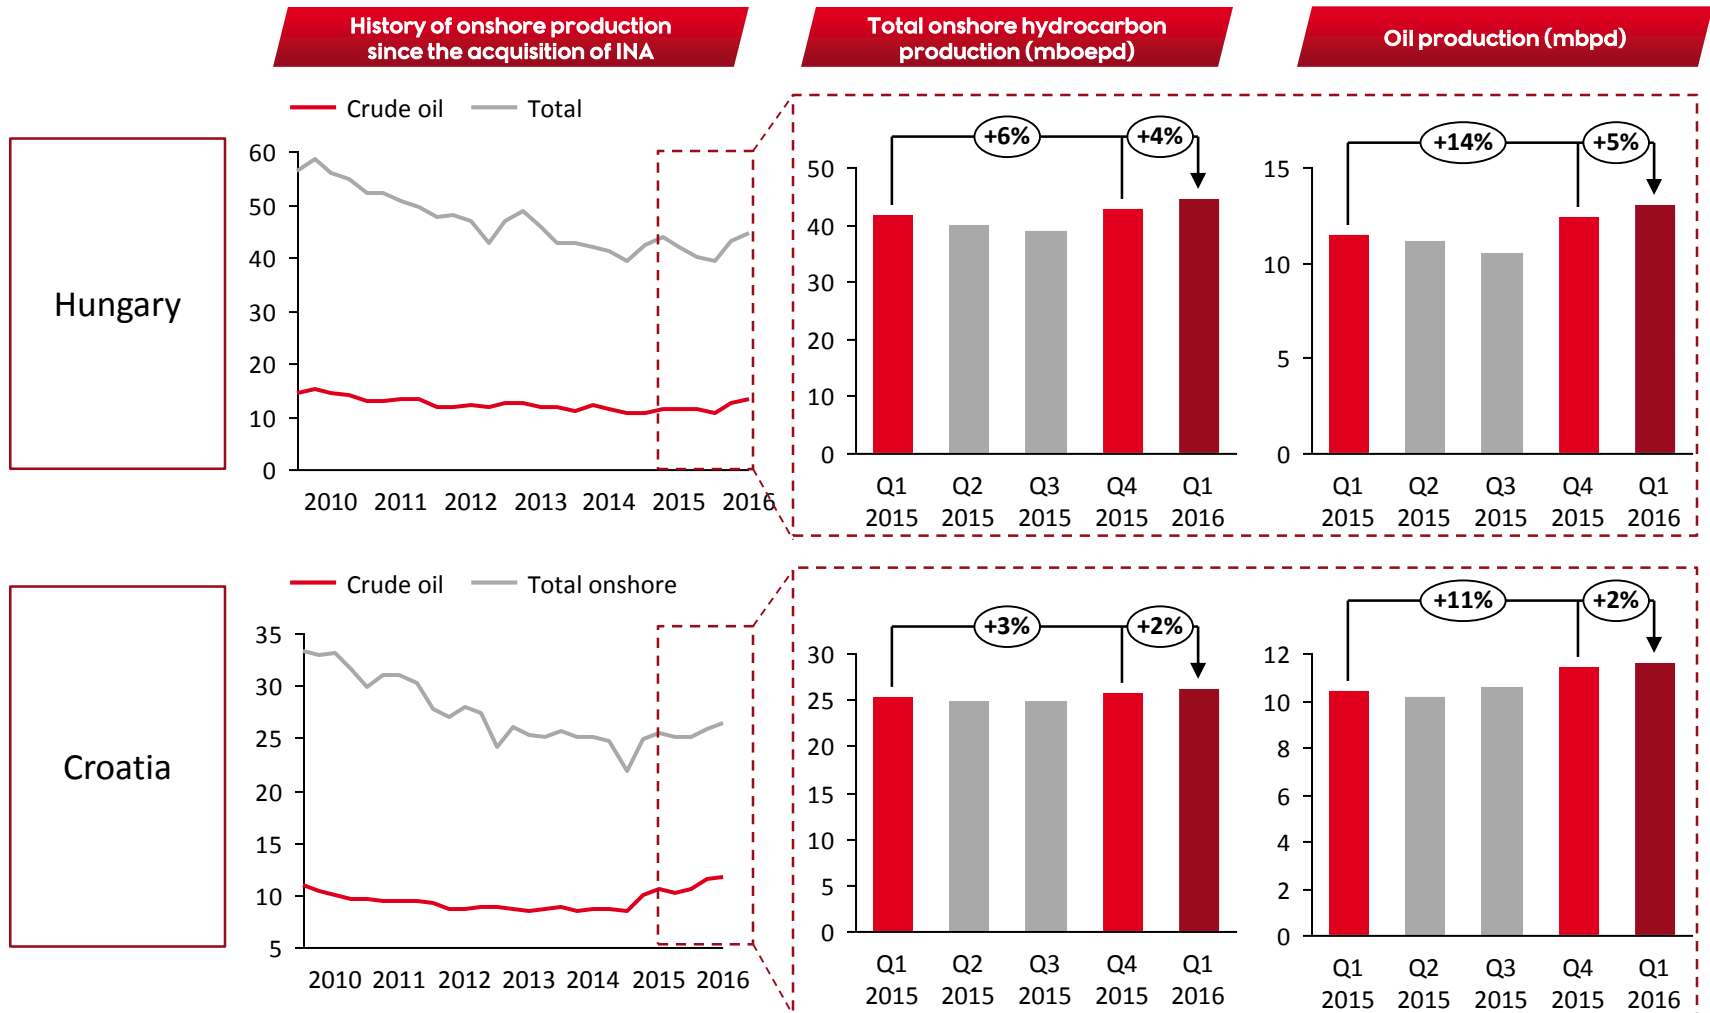 History of onshore production
since the acquisition of INA
Total onshore hydrocarbon
production (mboepd)
Oil production (mbpd)
Hungary
Crude oil Total
60
50
40
30
20
10
0
2010 2011 2012 2013 2014 2015 2016
+6% +4%
50
40
30
20
10
0
Q1 Q2 Q3 Q4 Q1
2015 2015 2015 2015 2016
+14% +5%
15
10
5
0
Q1 Q2 Q3 Q4 Q1
2015 2015 2015 2015 2016
Croatia
Crude oil Total onshore
35
30
25
20
15
10
5
2010 2011 2012 2013 2014 2015 2016
+3% +2%
30
25
20
15
10
5
0
Q1 Q2 Q3 Q4 Q1
2015 2015 2015 2015 2016
+11% +2%
12
10
8
6
4
2
0
Q1 Q2 Q3 Q4 Q1
2015 2015 2015 2015 2016